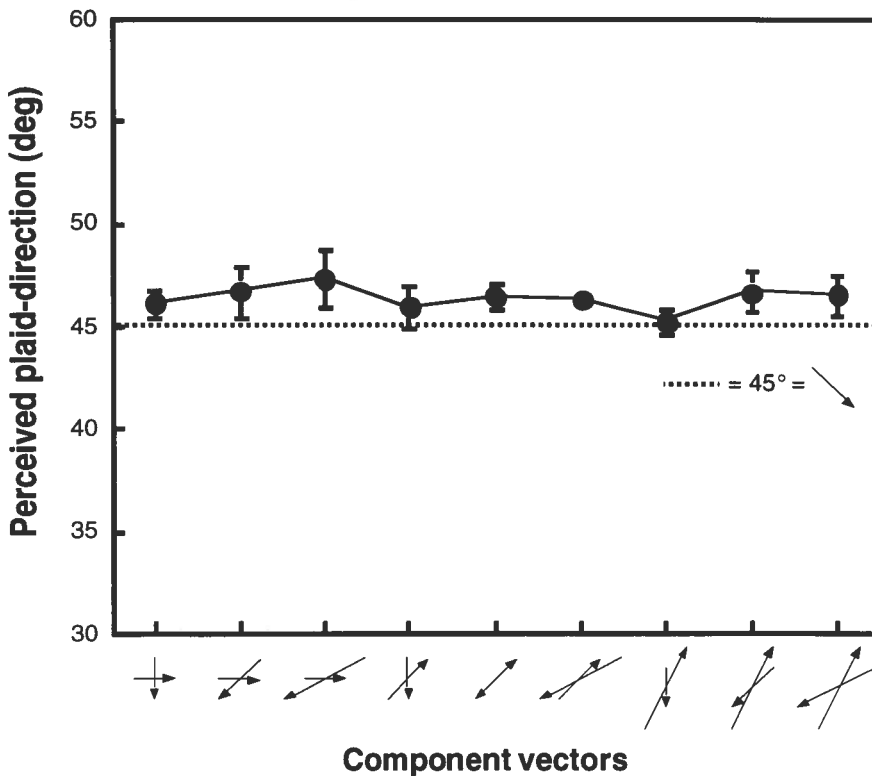 Perceived plaid-direction (deg)
60
55
50
45
40
35
30
= 45° =
Component vectors